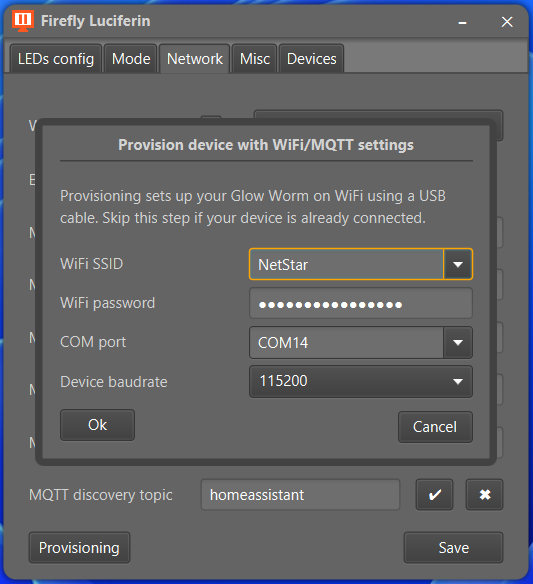 Firefly Luciferin
LEDs config Mode Network Misc Devices
Provision device with WiFi/MQTT settings
Provisioning sets up your Glow Worm on WiFi using a USB
cable. Skip this step if your device is already connected.
WiFi SSID NetStar
WiFi password ●●●●●●●●●●●●●●●●
COM port COM14
Device baudrate 115200
Ok Cancel
MQTT discovery topic homeassistant
Provisioning Save